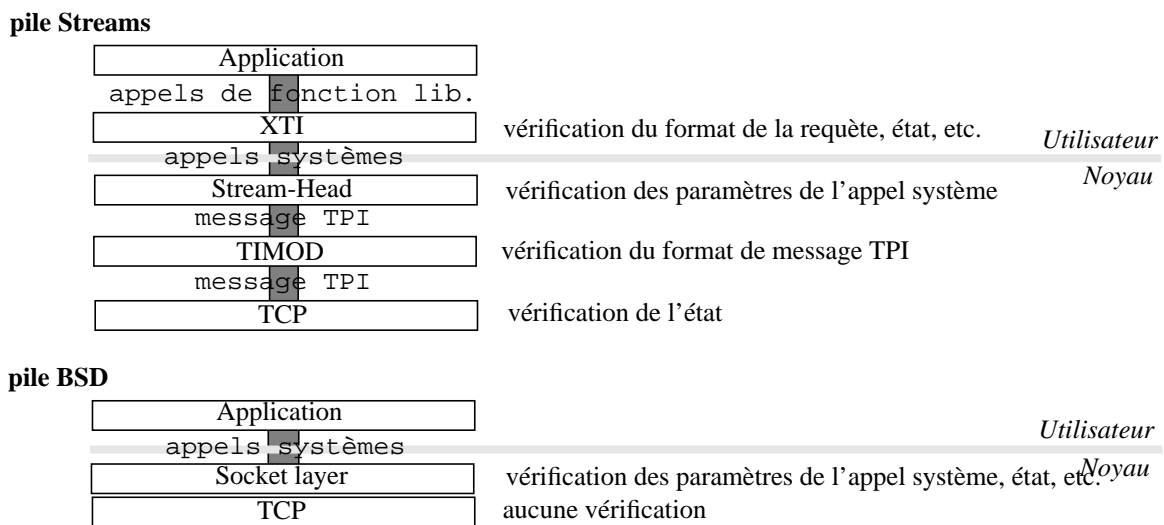 pile Streams
Application
appels de fonction lib.
XTI vérification du format de la requète, état, etc.
Utilisateur
appels systèmes
Noyau
Stream-Head vérification des paramètres de l'appel système
message TPI
TIMOD vérification du format de message TPI
message TPI
TCP vérification de l'état
pile BSD
Application
Utilisateur
appels systèmes
Noyau
Socket layer vérification des paramètres de l'appel système, état, etc.
TCP aucune vérification